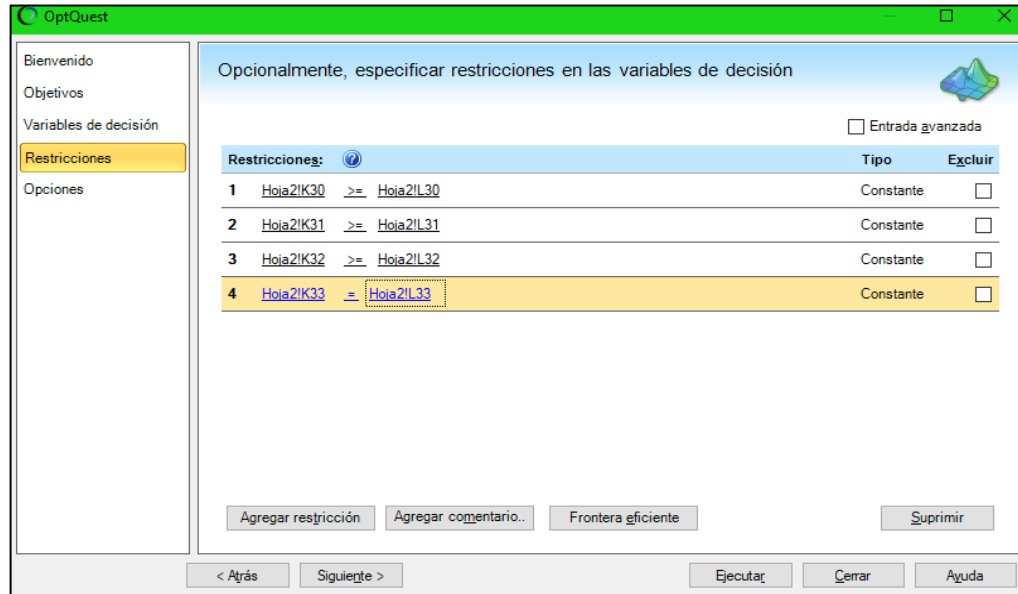 OptQuest
Bienvenido
Objetivos
Variables de decisión
Restricciones
Opciones
Opcionalmente, especificar restricciones en las variables de decisión
Entrada avanzada
Restricciones: Tipo Excluir
1 Hoja2!K30 >= Hoja2!L30 Constante
2 Hoja2!K31 >= Hoja2!L31 Constante
3 Hoja2!K32 >= Hoja2!L32 Constante
4 Hoja2!K33 = Hoja2!L33 Constante
Agregar restricción Agregar comentario.. Frontera eficiente Suprimir
< Atrás Siguiente > Ejecutar Cerrar Ayuda